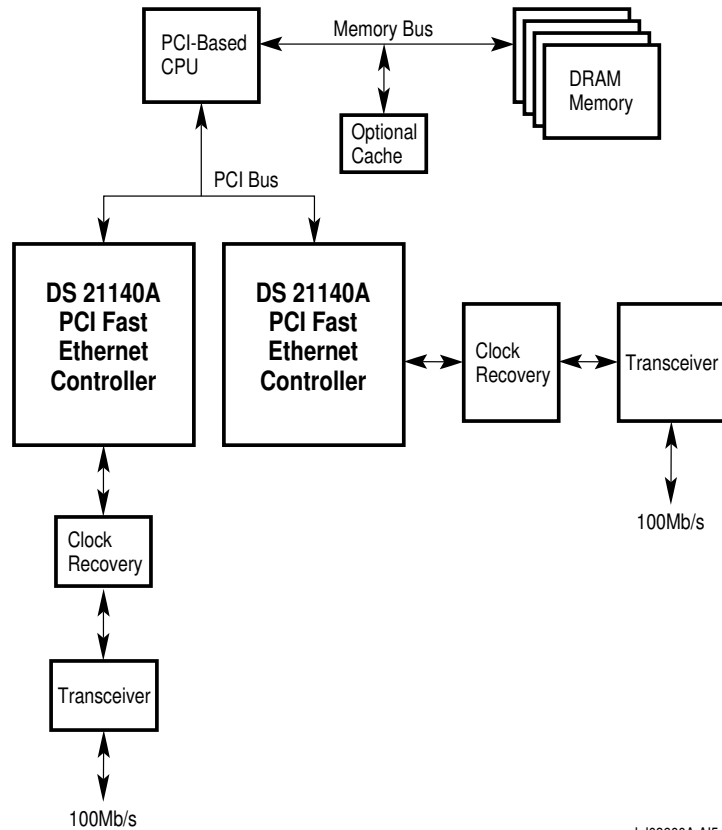 PCI-Based
CPU
Memory Bus
DRAM
Memory
Optional
Cache
PCI Bus
DS 21140A
PCI Fast
Ethernet
Controller
DS 21140A
PCI Fast
Ethernet
Controller
Clock
Recovery
Transceiver
100Mb/s
Clock
Recovery
Transceiver
100Mb/s